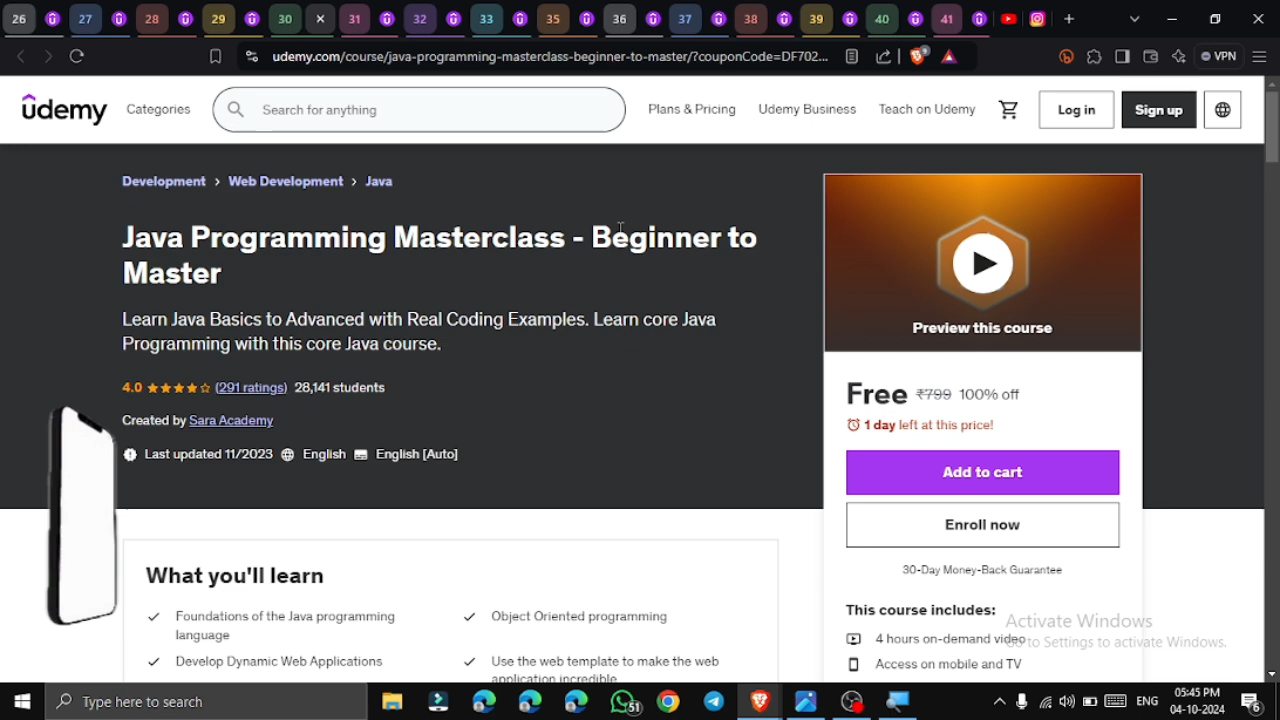 26 27 28 29 30 31 32 33 35 36 37 38 39 40 41
udemy.com/course/java-programming-masterclass-beginner-to-master/?couponCode=DF702... 9 VPN
udemy Categories Search for anything Plans & Pricing Udemy Business Teach on Udemy Log in Sign up
Development > Web Development > Java
Java Programming Masterclass - Beginner to
Master
Learn Java Basics to Advanced with Real Coding Examples. Learn core Java
Programming with this core Java course.
4.0 (291 ratings) 28,141 students
Created by Sara Academy
Last updated 11/2023 English English [Auto]
Preview this course
Free ₹799 100% off
1 day left at this price!
Add to cart
Enroll now
30-Day Money-Back Guarantee
This course includes:
4 hours on-demand video
Access on mobile and TV
What you'll learn
Foundations of the Java programming
language
Object Oriented programming
Develop Dynamic Web Applications
Use the web template to make the web
application incredible
Activate Windows
Go to Settings to activate Windows.
Type here to search 51 ENG 05:45 PM
04-10-2024 6